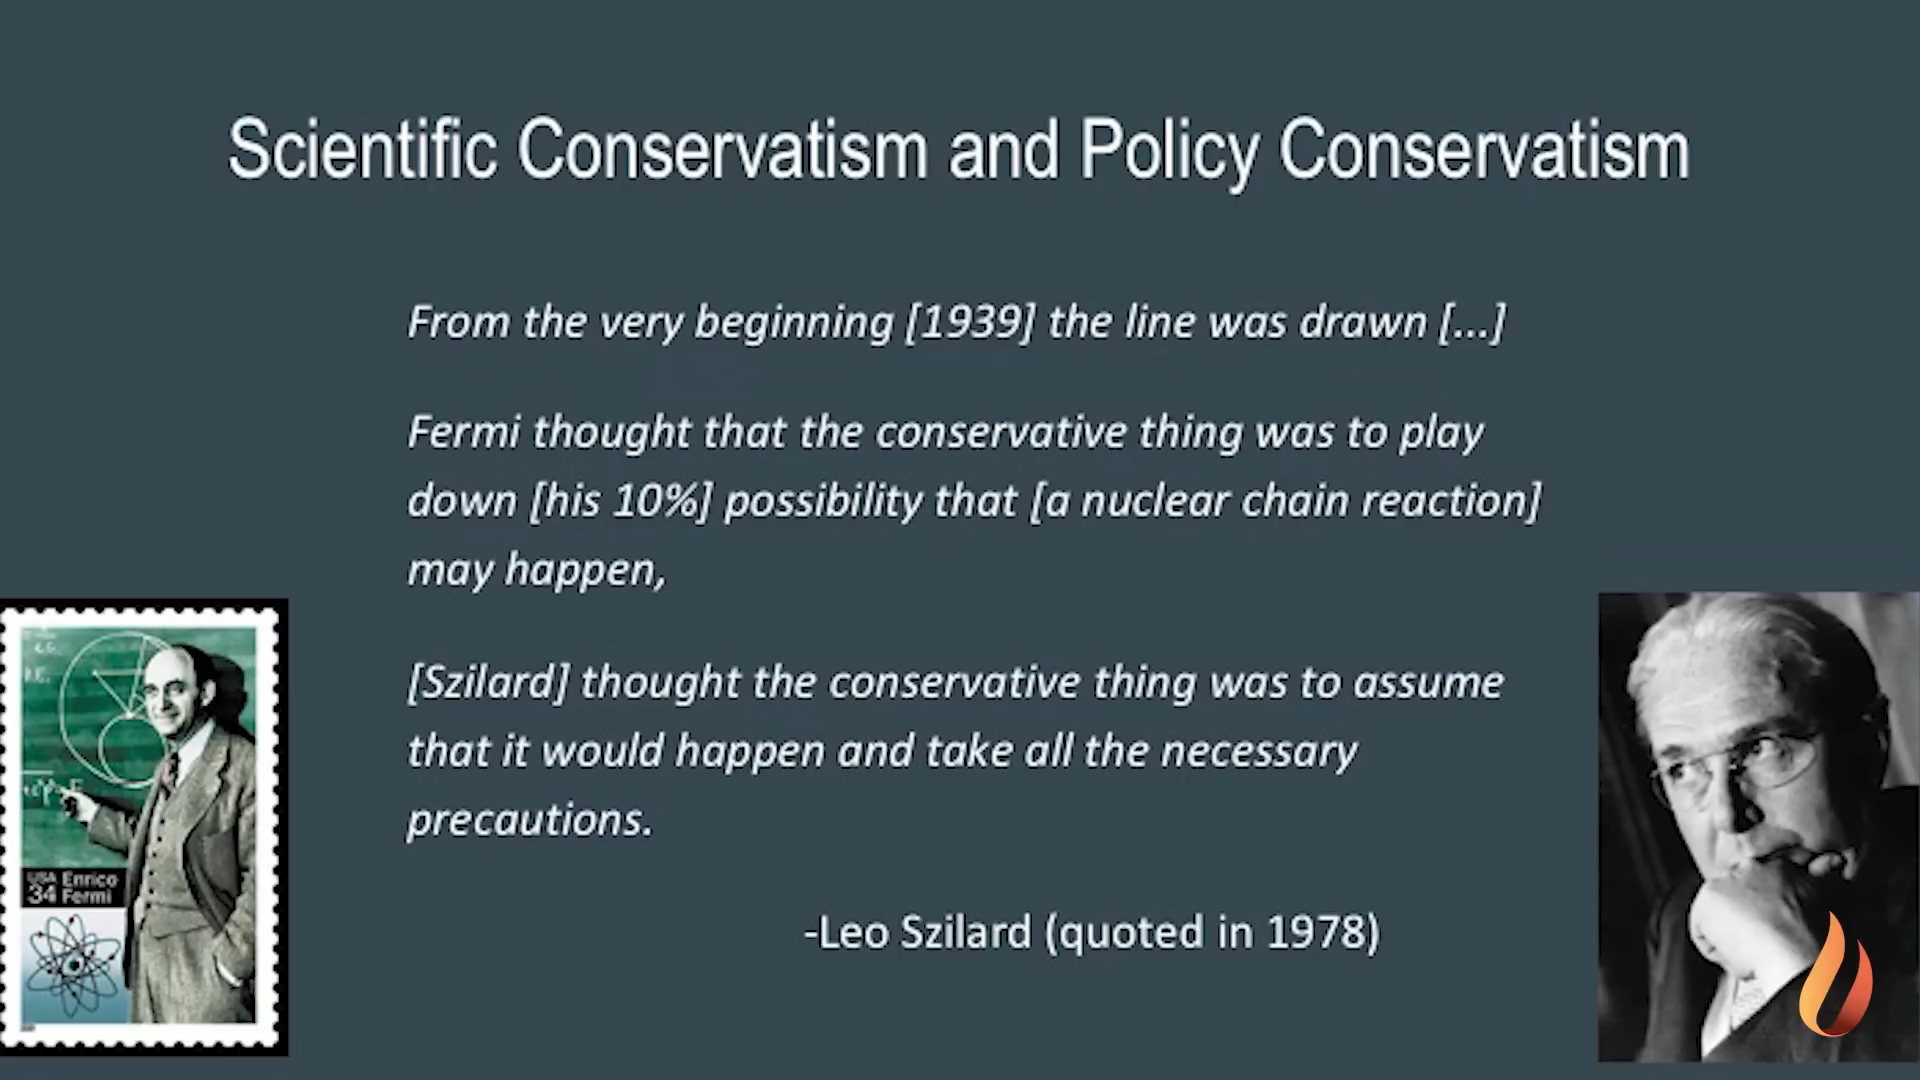 Scientific Conservatism and Policy Conservatism
From the very beginning [1939] the line was drawn [...]
Fermi thought that the conservative thing was to play
down [his 10%] possibility that [a nuclear chain reaction]
may happen,
[Szilard] thought the conservative thing was to assume
that it would happen and take all the necessary
precautions.
-Leo Szilard (quoted in 1978)
USA
34
Enrico
Fermi